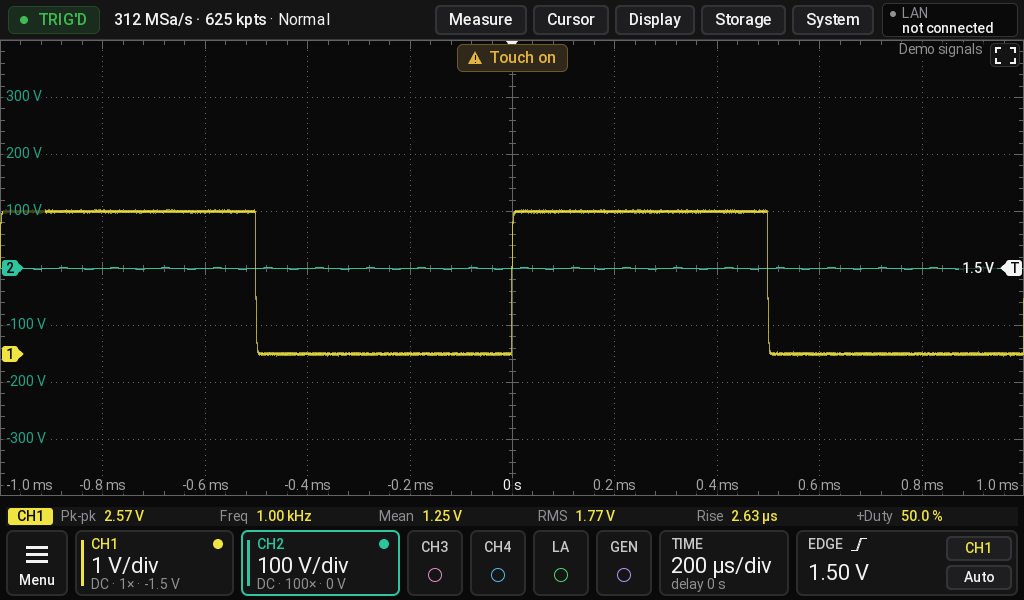 TRIG'D 312 MSa/s · 625 kpts · Normal Measure Cursor Display Storage System LAN
not connected
Touch on Demo signals
300 V
200 V
100 V
2 1.5 V T
-100 V
1
-200 V
-300 V
-1.0 ms -0.8 ms -0.6 ms -0.4 ms -0.2 ms 0 s 0.2 ms 0.4 ms 0.6 ms 0.8 ms 1.0 ms
CH1 Pk-pk 2.57 V Freq 1.00 kHz Mean 1.25 V RMS 1.77 V Rise 2.63 µs +Duty 50.0 %
Menu
CH1
1 V/div
DC · 1× · -1.5 V
CH2
100 V/div
DC · 100× · 0 V
CH3
CH4
LA
GEN
TIME
200 µs/div
delay 0 s
EDGE
1.50 V
CH1
Auto